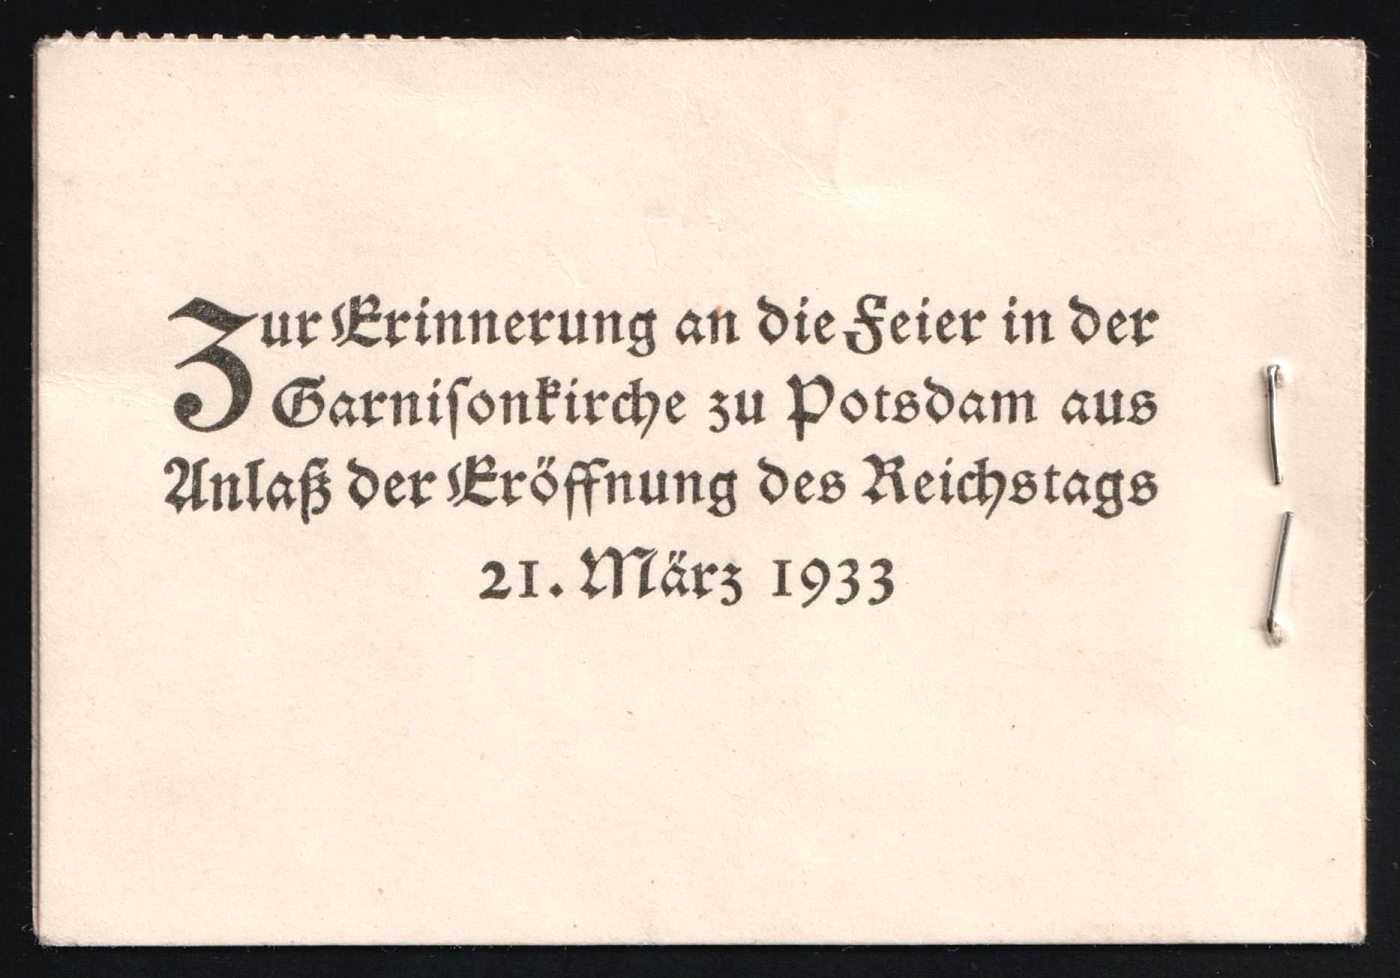 Zur Erinnerung an die Feier in der
Garniſonkirche zu Potsdam aus
Anlaß der Eröffnung des Reichstags
21. März 1933